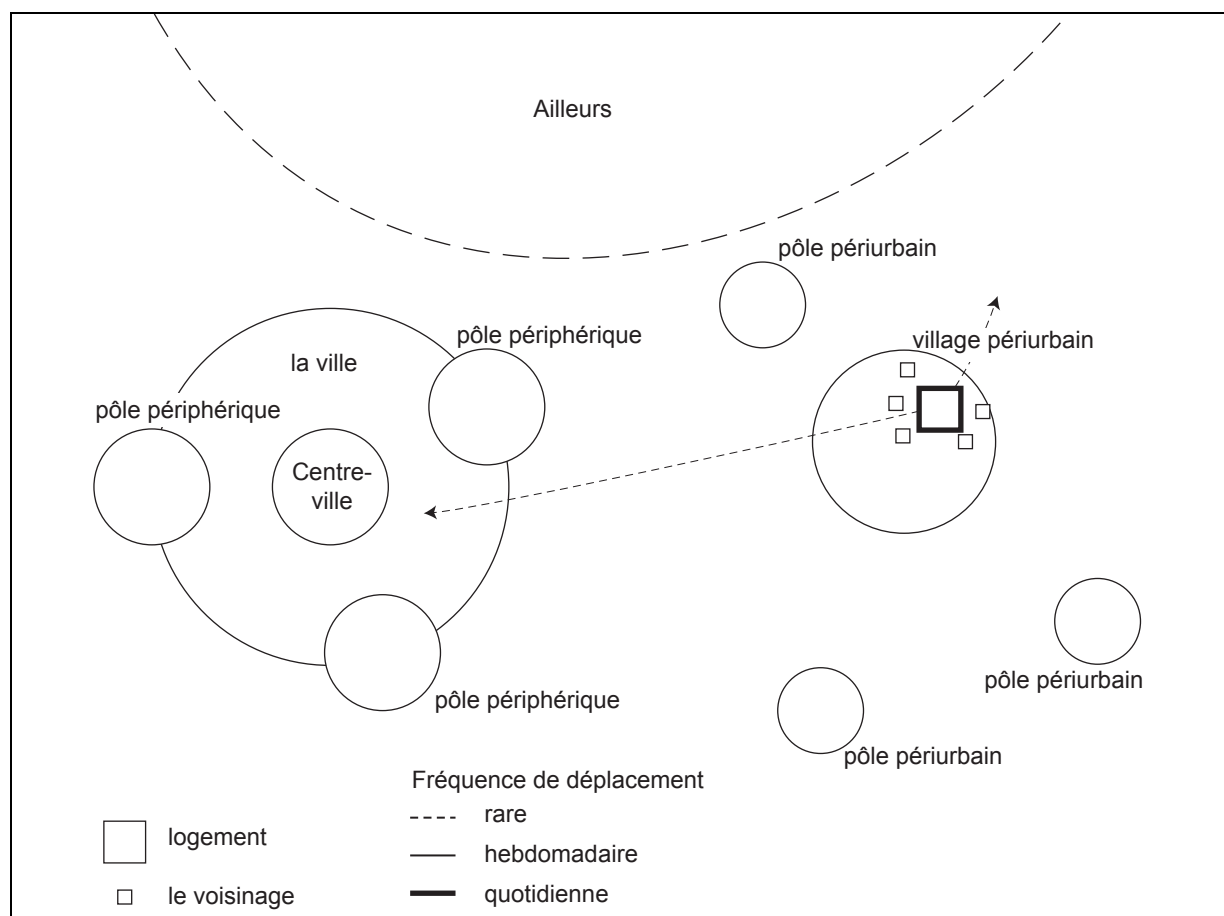 Ailleurs
pôle périurbain
pôle périphérique
village périurbain
la ville
pôle périphérique
Centre-
ville
pôle périurbain
pôle périphérique
pôle périurbain
Fréquence de déplacement
rare
logement
hebdomadaire
le voisinage
quotidienne